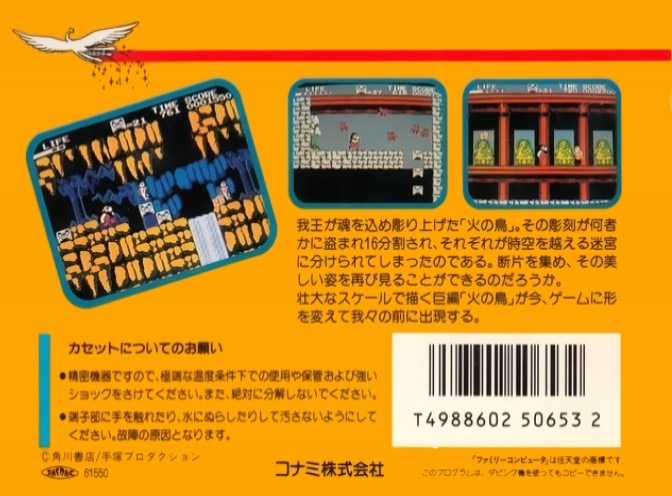 LIFE
-21
TIME SCORE
761 0001550
TIME SCORE
LIFE
TIME SCORE
我王が魂を込め彫り上げた「火の鳥」。その彫刻が何者
かに盗まれ16分割され、それぞれが時空を越える迷宮
に分けられてしまったのである。断片を集め、その美
しい姿を再び見ることができるのだろうか。
壮大なスケールで描く巨編「火の鳥」が今、ゲームに形
を変えて我々の前に出現する。
カセットについてのお願い
●精密機器ですので、極端な温度条件下での使用や保管および強い
ショックをさけてください。また、絶対に分解しないでください。
●端子部に手を触れたり、水にぬらしたりして汚さないようにして
ください。故障の原因となります。
T4988602 50653 2
©角川書店/手塚プロダクション
61550
コナミ株式会社
「ファミリーコンピュータ」は任天堂の商標です。
このプログラムは、ダビング機を使ってもコピーできません。